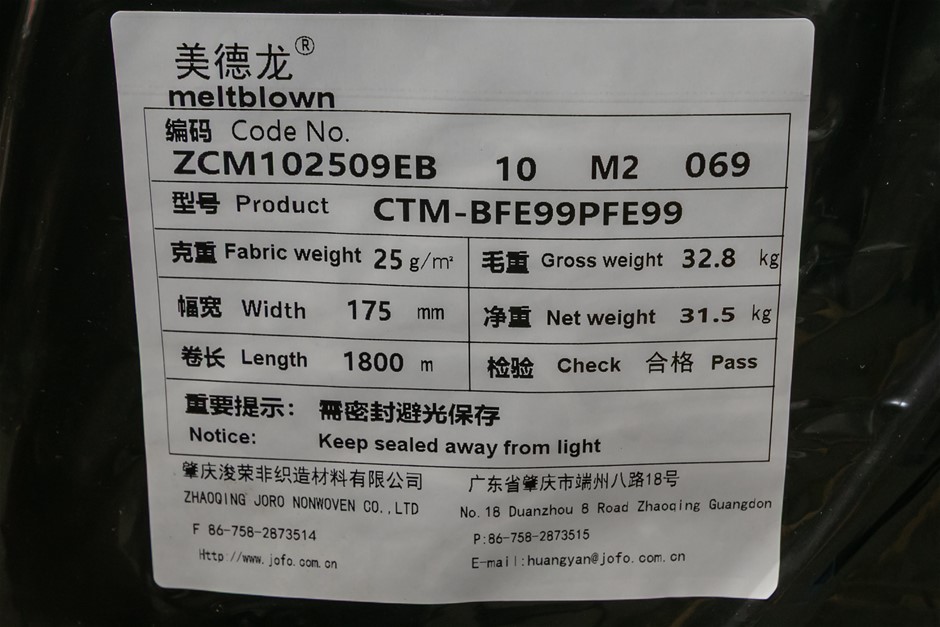 美德龙®
meltblown
编码 Code No.
ZCM102509EB 10 M2 069
型号 Product CTM-BFE99PFE99
克重 Fabric weight 25 g/m² 毛重 Gross weight 32.8 kg
幅宽 Width 175 mm 净重 Net weight 31.5 kg
卷长 Length 1800 m 检验 Check 合格 Pass
重要提示: 需密封避光保存
Notice: Keep sealed away from light
肇庆浚荣非织造材料有限公司 广东省肇庆市端州八路18号
ZHAOQING JORO NONWOVEN CO.,LTD No.18 Duanzhou 8 Road Zhaoqing Guangdon
F 86-758-2873514 P:86-758-2873515
Http://www.jofo.com.cn E-mail:huangyan@jofo.com.cn